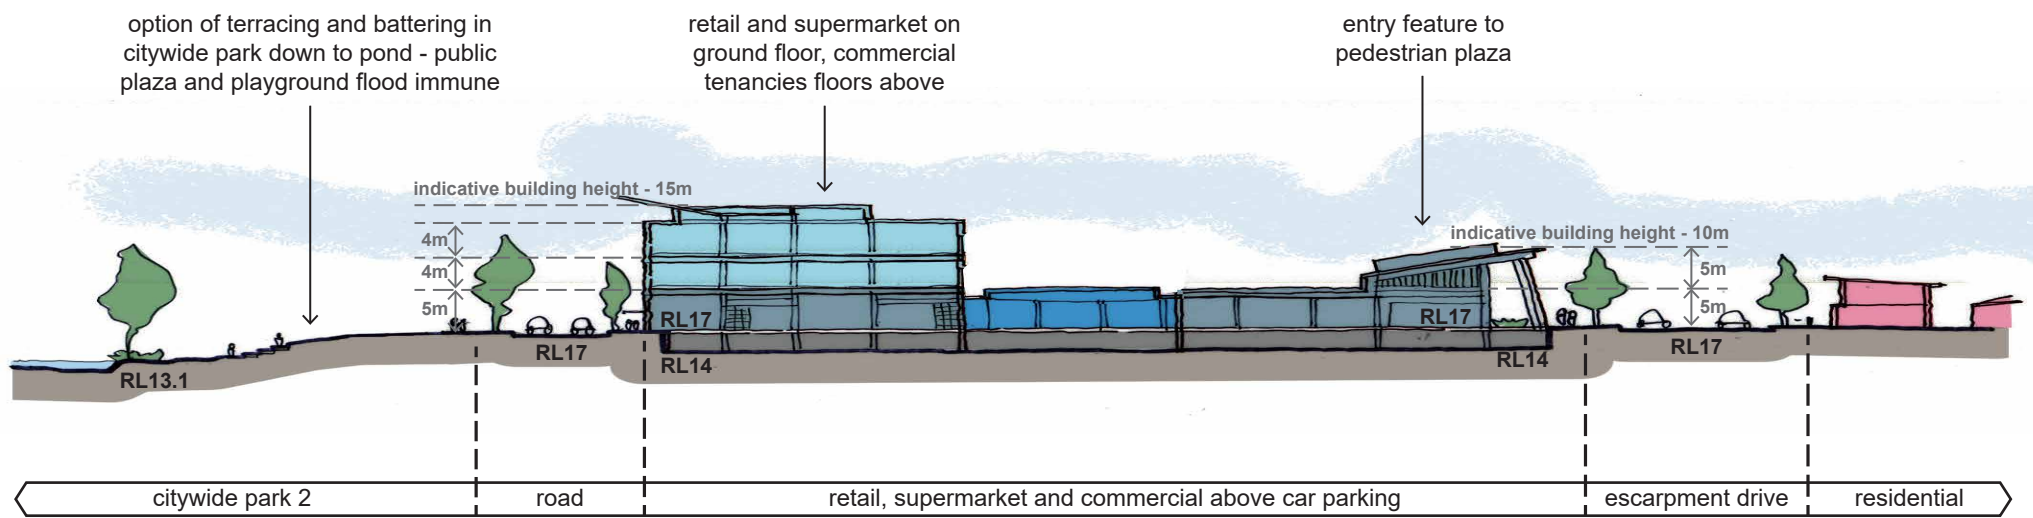 option of terracing and battering in
citywide park down to pond - public
plaza and playground flood immune
retail and supermarket on
ground floor, commercial
tenancies floors above
entry feature to
pedestrian plaza
indicative building height - 15m
4m
4m
5m
indicative building height - 10m
5m
5m
RL17
RL17
RL17
RL17
RL14
RL14
RL13.1
citywide park 2
road
retail, supermarket and commercial above car parking
escarpment drive
residential